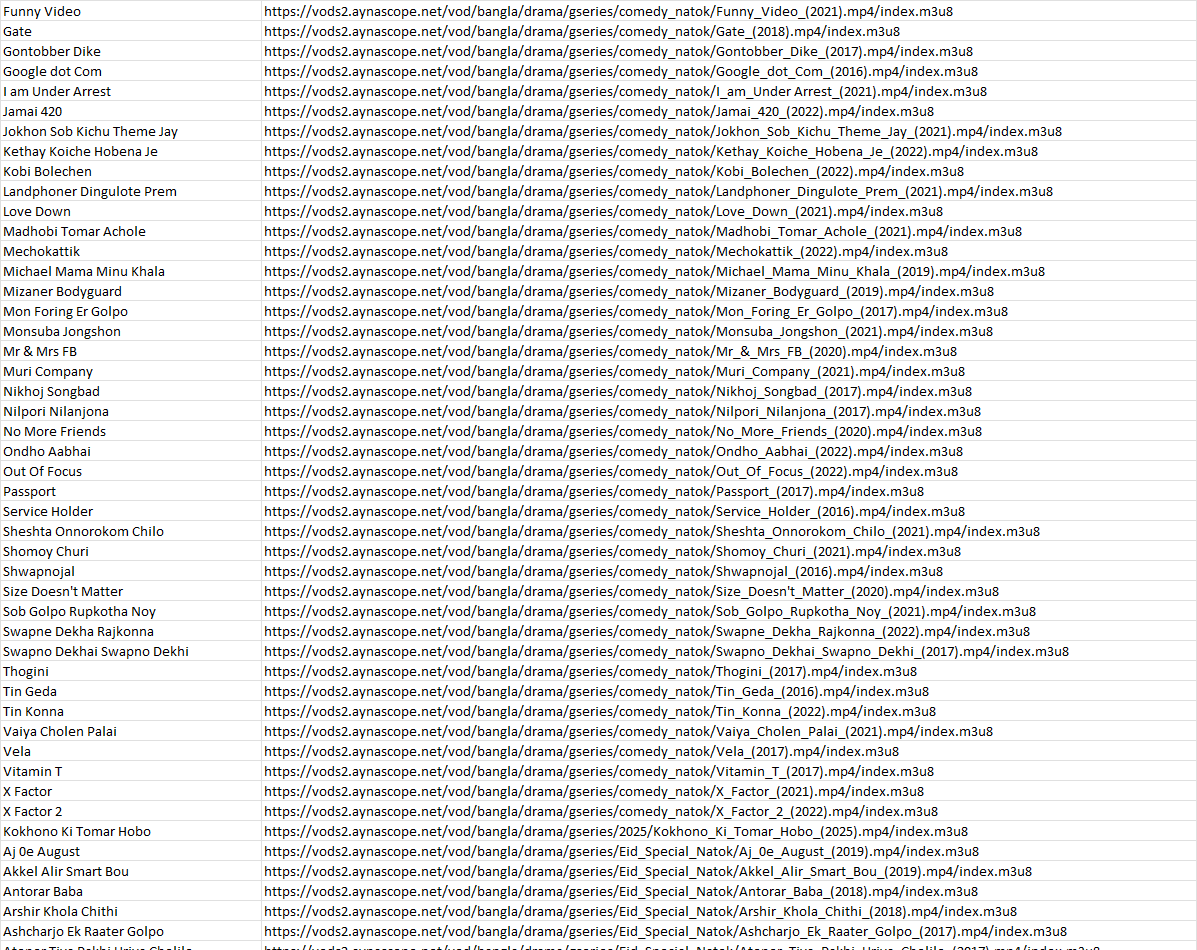 Funny Video https://vods2.aynascope.net/vod/bangla/drama/gseries/comedy_natok/Funny_Video_(2021).mp4/index.m3u8
Gate https://vods2.aynascope.net/vod/bangla/drama/gseries/comedy_natok/Gate_(2018).mp4/index.m3u8
Gontobber Dike https://vods2.aynascope.net/vod/bangla/drama/gseries/comedy_natok/Gontobber_Dike_(2017).mp4/index.m3u8
Google dot Com https://vods2.aynascope.net/vod/bangla/drama/gseries/comedy_natok/Google_dot_Com_(2016).mp4/index.m3u8
I am Under Arrest https://vods2.aynascope.net/vod/bangla/drama/gseries/comedy_natok/I_am_Under Arrest_(2021).mp4/index.m3u8
Jamai 420 https://vods2.aynascope.net/vod/bangla/drama/gseries/comedy_natok/Jamai_420_(2022).mp4/index.m3u8
Jokhon Sob Kichu Theme Jay https://vods2.aynascope.net/vod/bangla/drama/gseries/comedy_natok/Jokhon_Sob_Kichu_Theme_Jay_(2021).mp4/index.m3u8
Kethay Koiche Hobena Je https://vods2.aynascope.net/vod/bangla/drama/gseries/comedy_natok/Kethay_Koiche_Hobena_Je_(2022).mp4/index.m3u8
Kobi Bolechen https://vods2.aynascope.net/vod/bangla/drama/gseries/comedy_natok/Kobi_Bolechen_(2022).mp4/index.m3u8
Landphoner Dingulote Prem https://vods2.aynascope.net/vod/bangla/drama/gseries/comedy_natok/Landphoner_Dingulote_Prem_(2021).mp4/index.m3u8
Love Down https://vods2.aynascope.net/vod/bangla/drama/gseries/comedy_natok/Love_Down_(2021).mp4/index.m3u8
Madhobi Tomar Achole https://vods2.aynascope.net/vod/bangla/drama/gseries/comedy_natok/Madhobi_Tomar_Achole_(2021).mp4/index.m3u8
Mechokattik https://vods2.aynascope.net/vod/bangla/drama/gseries/comedy_natok/Mechokattik_(2022).mp4/index.m3u8
Michael Mama Minu Khala https://vods2.aynascope.net/vod/bangla/drama/gseries/comedy_natok/Michael_Mama_Minu_Khala_(2019).mp4/index.m3u8
Mizaner Bodyguard https://vods2.aynascope.net/vod/bangla/drama/gseries/comedy_natok/Mizaner_Bodyguard_(2019).mp4/index.m3u8
Mon Foring Er Golpo https://vods2.aynascope.net/vod/bangla/drama/gseries/comedy_natok/Mon_Foring_Er_Golpo_(2017).mp4/index.m3u8
Monsuba Jongshon https://vods2.aynascope.net/vod/bangla/drama/gseries/comedy_natok/Monsuba_Jongshon_(2021).mp4/index.m3u8
Mr & Mrs FB https://vods2.aynascope.net/vod/bangla/drama/gseries/comedy_natok/Mr_&_Mrs_FB_(2020).mp4/index.m3u8
Muri Company https://vods2.aynascope.net/vod/bangla/drama/gseries/comedy_natok/Muri_Company_(2021).mp4/index.m3u8
Nikhoj Songbad https://vods2.aynascope.net/vod/bangla/drama/gseries/comedy_natok/Nikhoj_Songbad_(2017).mp4/index.m3u8
Nilpori Nilanjona https://vods2.aynascope.net/vod/bangla/drama/gseries/comedy_natok/Nilpori_Nilanjona_(2017).mp4/index.m3u8
No More Friends https://vods2.aynascope.net/vod/bangla/drama/gseries/comedy_natok/No_More_Friends_(2020).mp4/index.m3u8
Ondho Aabhai https://vods2.aynascope.net/vod/bangla/drama/gseries/comedy_natok/Ondho_Aabhai_(2022).mp4/index.m3u8
Out Of Focus https://vods2.aynascope.net/vod/bangla/drama/gseries/comedy_natok/Out_Of_Focus_(2022).mp4/index.m3u8
Passport https://vods2.aynascope.net/vod/bangla/drama/gseries/comedy_natok/Passport_(2017).mp4/index.m3u8
Service Holder https://vods2.aynascope.net/vod/bangla/drama/gseries/comedy_natok/Service_Holder_(2016).mp4/index.m3u8
Sheshta Onnorokom Chilo https://vods2.aynascope.net/vod/bangla/drama/gseries/comedy_natok/Sheshta_Onnorokom_Chilo_(2021).mp4/index.m3u8
Shomoy Churi https://vods2.aynascope.net/vod/bangla/drama/gseries/comedy_natok/Shomoy_Churi_(2021).mp4/index.m3u8
Shwapnojal https://vods2.aynascope.net/vod/bangla/drama/gseries/comedy_natok/Shwapnojal_(2016).mp4/index.m3u8
Size Doesn't Matter https://vods2.aynascope.net/vod/bangla/drama/gseries/comedy_natok/Size_Doesn't_Matter_(2020).mp4/index.m3u8
Sob Golpo Rupkotha Noy https://vods2.aynascope.net/vod/bangla/drama/gseries/comedy_natok/Sob_Golpo_Rupkotha_Noy_(2021).mp4/index.m3u8
Swapne Dekha Rajkonna https://vods2.aynascope.net/vod/bangla/drama/gseries/comedy_natok/Swapne_Dekha_Rajkonna_(2022).mp4/index.m3u8
Swapno Dekhai Swapno Dekhi https://vods2.aynascope.net/vod/bangla/drama/gseries/comedy_natok/Swapno_Dekhai_Swapno_Dekhi_(2017).mp4/index.m3u8
Thogini https://vods2.aynascope.net/vod/bangla/drama/gseries/comedy_natok/Thogini_(2017).mp4/index.m3u8
Tin Geda https://vods2.aynascope.net/vod/bangla/drama/gseries/comedy_natok/Tin_Geda_(2016).mp4/index.m3u8
Tin Konna https://vods2.aynascope.net/vod/bangla/drama/gseries/comedy_natok/Tin_Konna_(2022).mp4/index.m3u8
Vaiya Cholen Palai https://vods2.aynascope.net/vod/bangla/drama/gseries/comedy_natok/Vaiya_Cholen_Palai_(2021).mp4/index.m3u8
Vela https://vods2.aynascope.net/vod/bangla/drama/gseries/comedy_natok/Vela_(2017).mp4/index.m3u8
Vitamin T https://vods2.aynascope.net/vod/bangla/drama/gseries/comedy_natok/Vitamin_T_(2017).mp4/index.m3u8
X Factor https://vods2.aynascope.net/vod/bangla/drama/gseries/comedy_natok/X_Factor_(2021).mp4/index.m3u8
X Factor 2 https://vods2.aynascope.net/vod/bangla/drama/gseries/comedy_natok/X_Factor_2_(2022).mp4/index.m3u8
Kokhono Ki Tomar Hobo https://vods2.aynascope.net/vod/bangla/drama/gseries/2025/Kokhono_Ki_Tomar_Hobo_(2025).mp4/index.m3u8
Aj 0e August https://vods2.aynascope.net/vod/bangla/drama/gseries/Eid_Special_Natok/Aj_0e_August_(2019).mp4/index.m3u8
Akkel Alir Smart Bou https://vods2.aynascope.net/vod/bangla/drama/gseries/Eid_Special_Natok/Akkel_Alir_Smart_Bou_(2019).mp4/index.m3u8
Antorar Baba https://vods2.aynascope.net/vod/bangla/drama/gseries/Eid_Special_Natok/Antorar_Baba_(2018).mp4/index.m3u8
Arshir Khola Chithi https://vods2.aynascope.net/vod/bangla/drama/gseries/Eid_Special_Natok/Arshir_Khola_Chithi_(2018).mp4/index.m3u8
Ashcharjo Ek Raater Golpo https://vods2.aynascope.net/vod/bangla/drama/gseries/Eid_Special_Natok/Ashcharjo_Ek_Raater_Golpo_(2017).mp4/index.m3u8